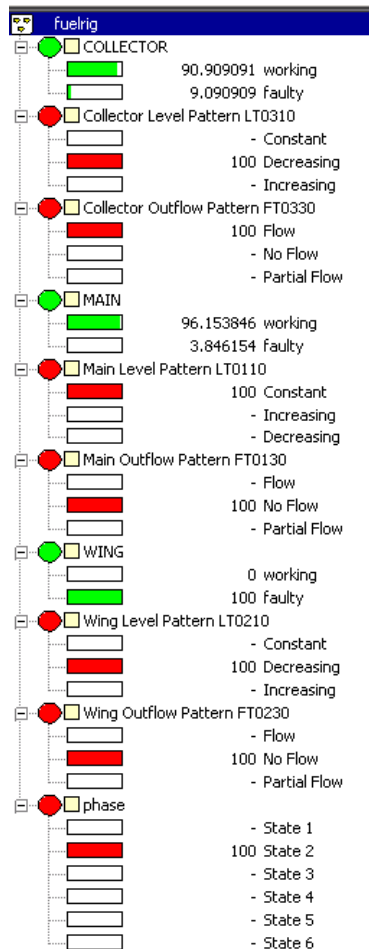 fuelrig
COLLECTOR
90.909091 working
9.090909 faulty
Collector Level Pattern LT0310
- Constant
100 Decreasing
- Increasing
Collector Outflow Pattern FT0330
100 Flow
- No Flow
- Partial Flow
MAIN
96.153846 working
3.846154 faulty
Main Level Pattern LT0110
100 Constant
- Increasing
- Decreasing
Main Outflow Pattern FT0130
- Flow
100 No Flow
- Partial Flow
WING
0 working
100 faulty
Wing Level Pattern LT0210
- Constant
100 Decreasing
- Increasing
Wing Outflow Pattern FT0230
- Flow
100 No Flow
- Partial Flow
phase
- State 1
100 State 2
- State 3
- State 4
- State 5
- State 6